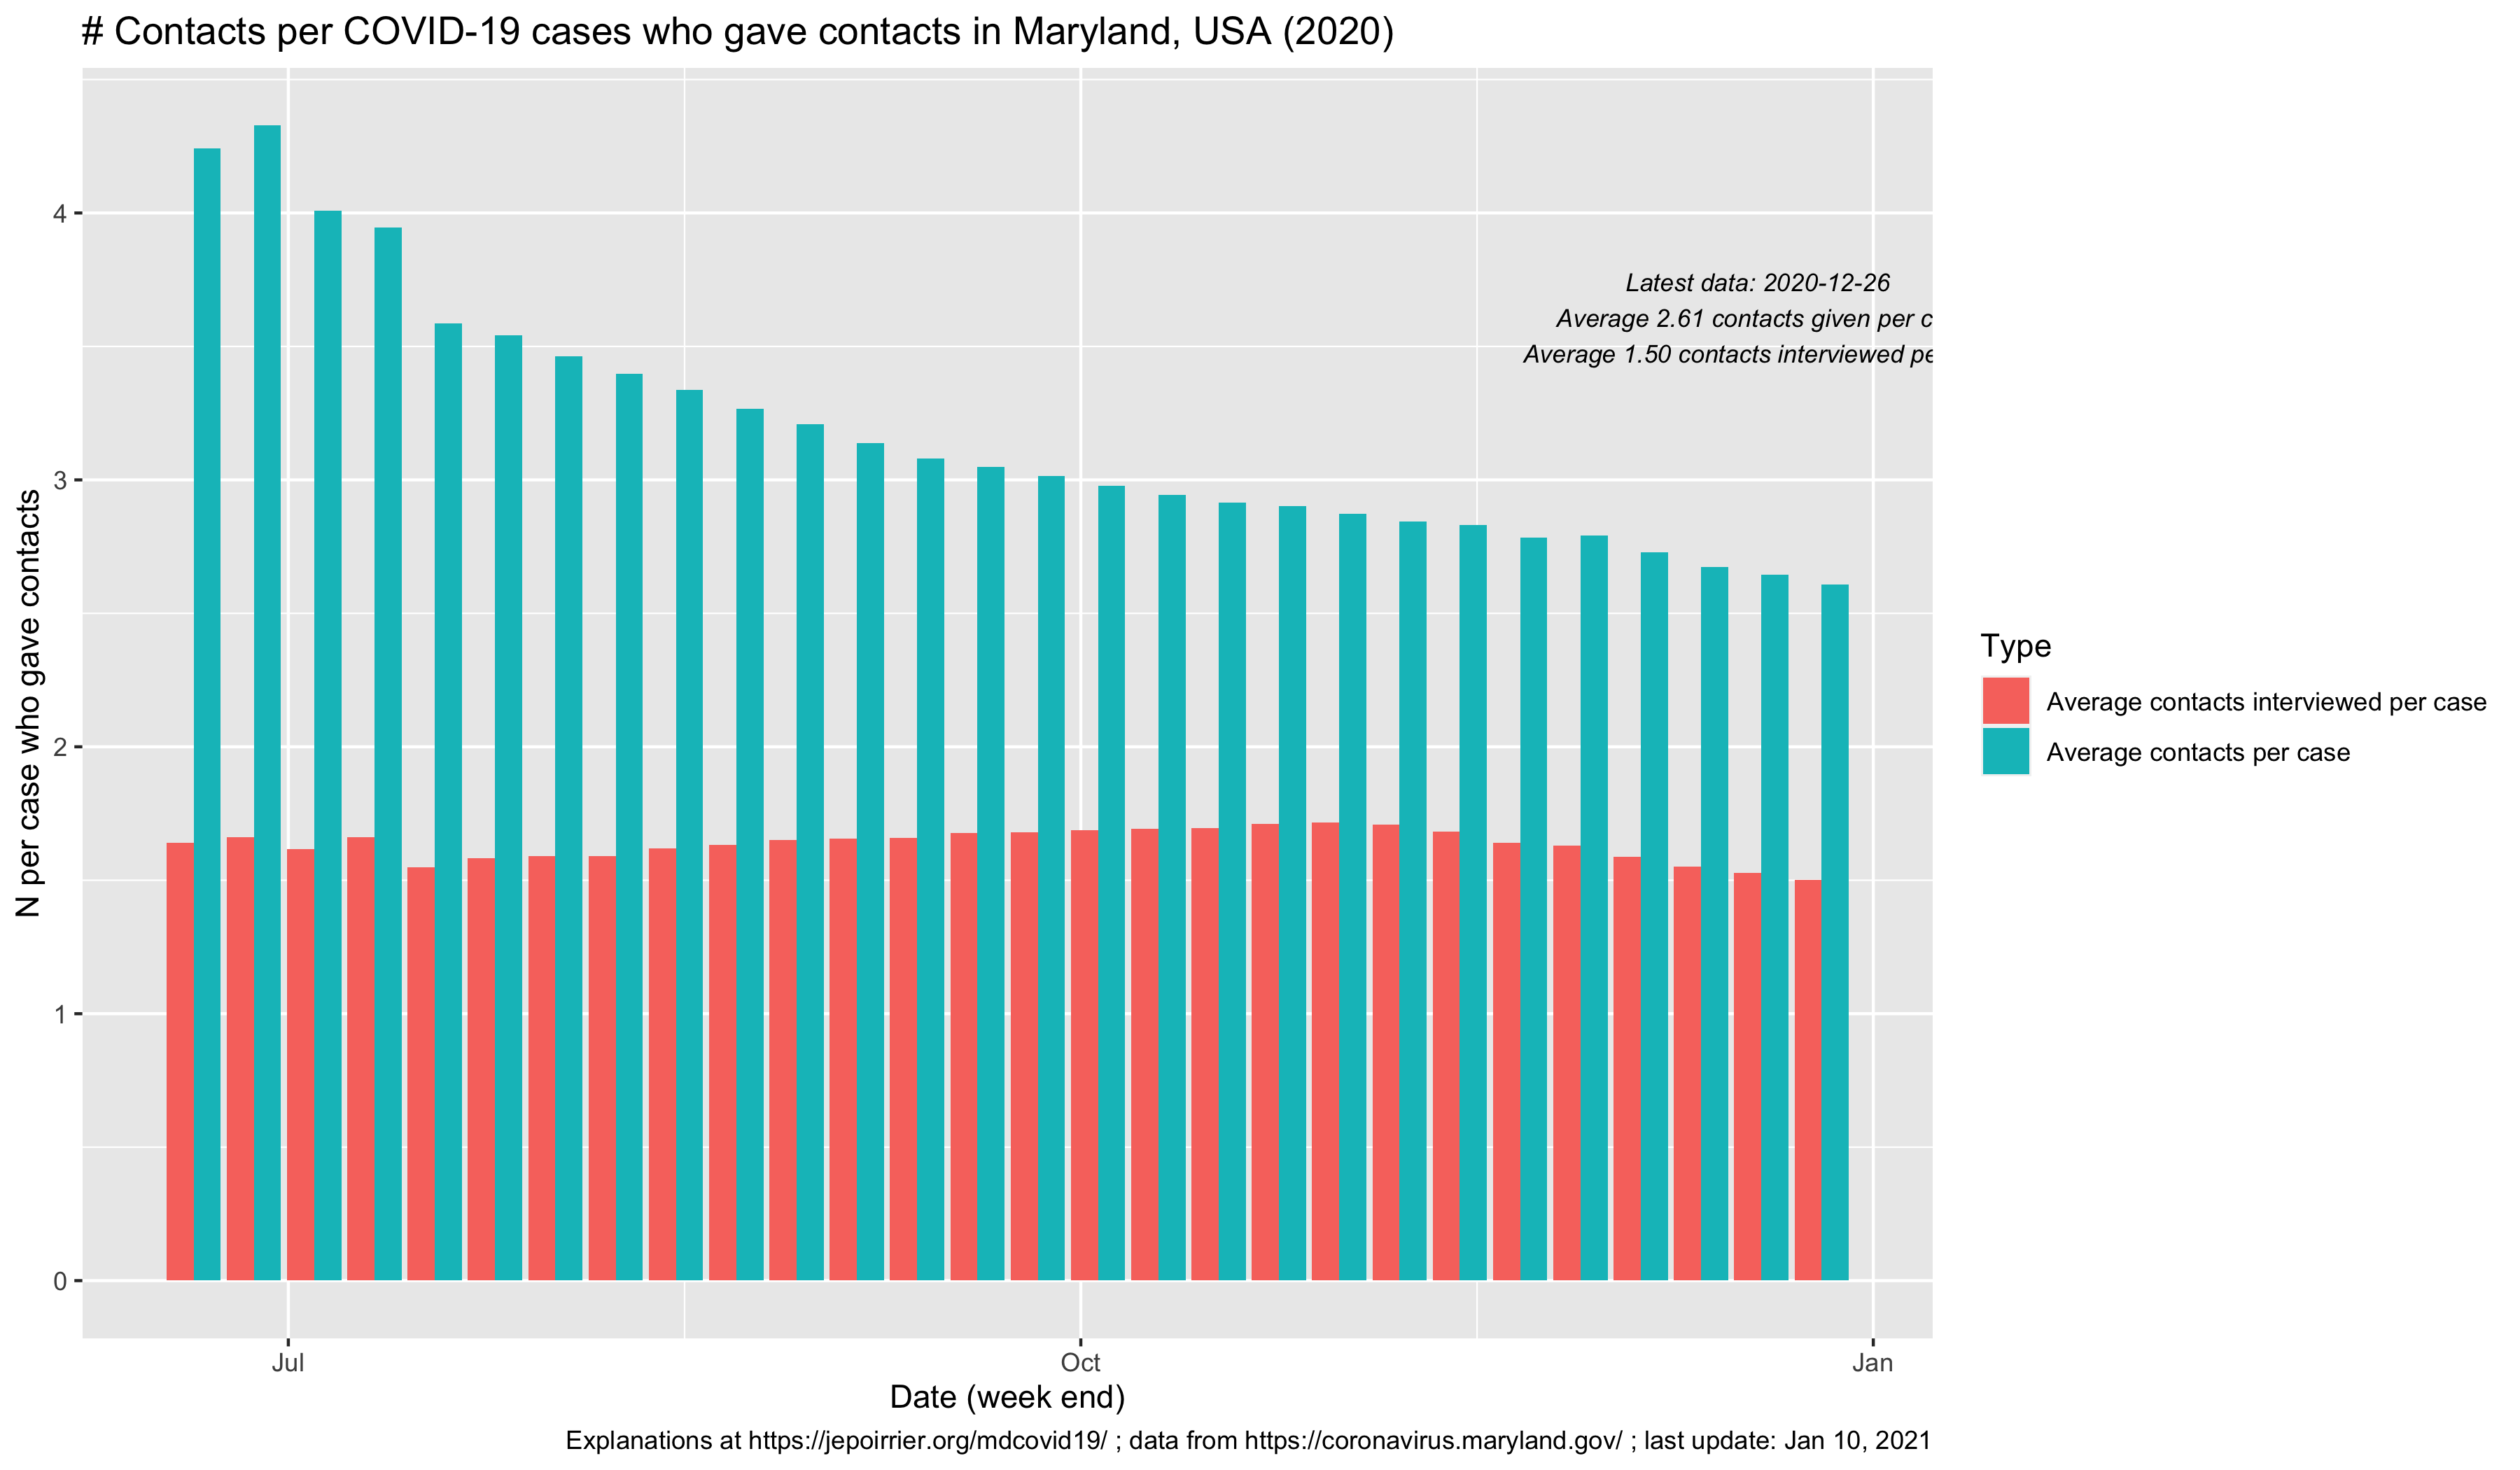 # Contacts per COVID-19 cases who gave contacts in Maryland, USA (2020)
4
3
2
1
0
N per case who gave contacts
Latest data: 2020-12-26
Average 2.61 contacts given per c
Average 1.50 contacts interviewed pe
Type
Average contacts interviewed per case
Average contacts per case
Jul
Oct
Jan
Date (week end)
Explanations at https://jepoirrier.org/mdcovid19/ ; data from https://coronavirus.maryland.gov/ ; last update: Jan 10, 2021